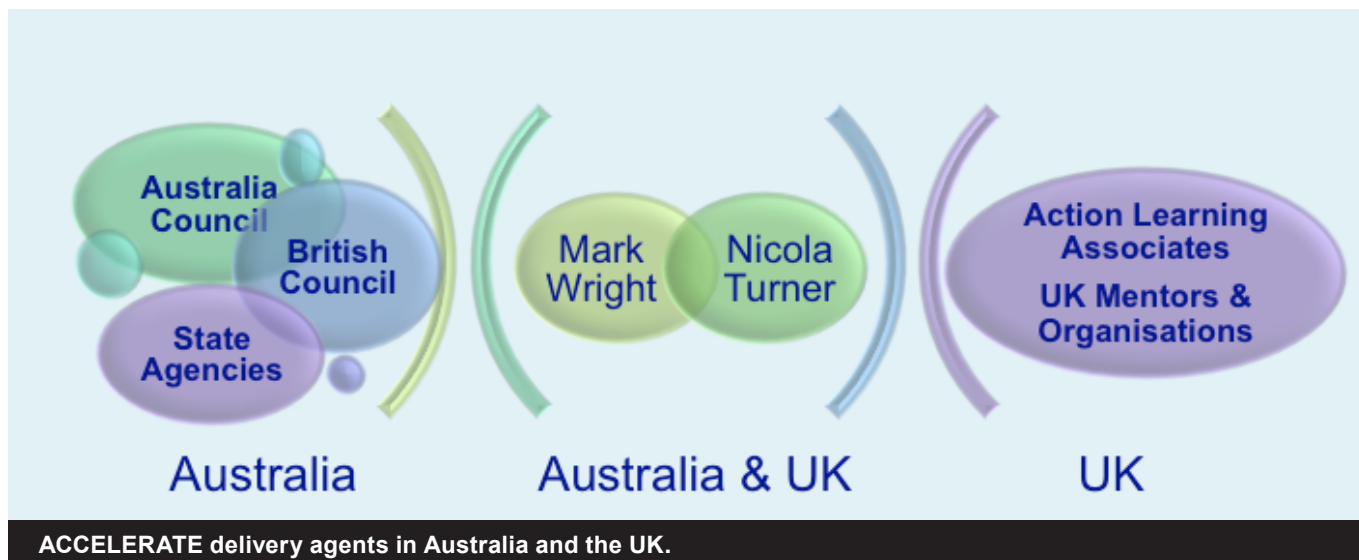 Australia
Council
British
Council
State
Agencies
Mark
Wright
Nicola
Turner
Action Learning
Associates
UK Mentors &
Organisations
Australia
Australia & UK
UK
ACCELERATE delivery agents in Australia and the UK.